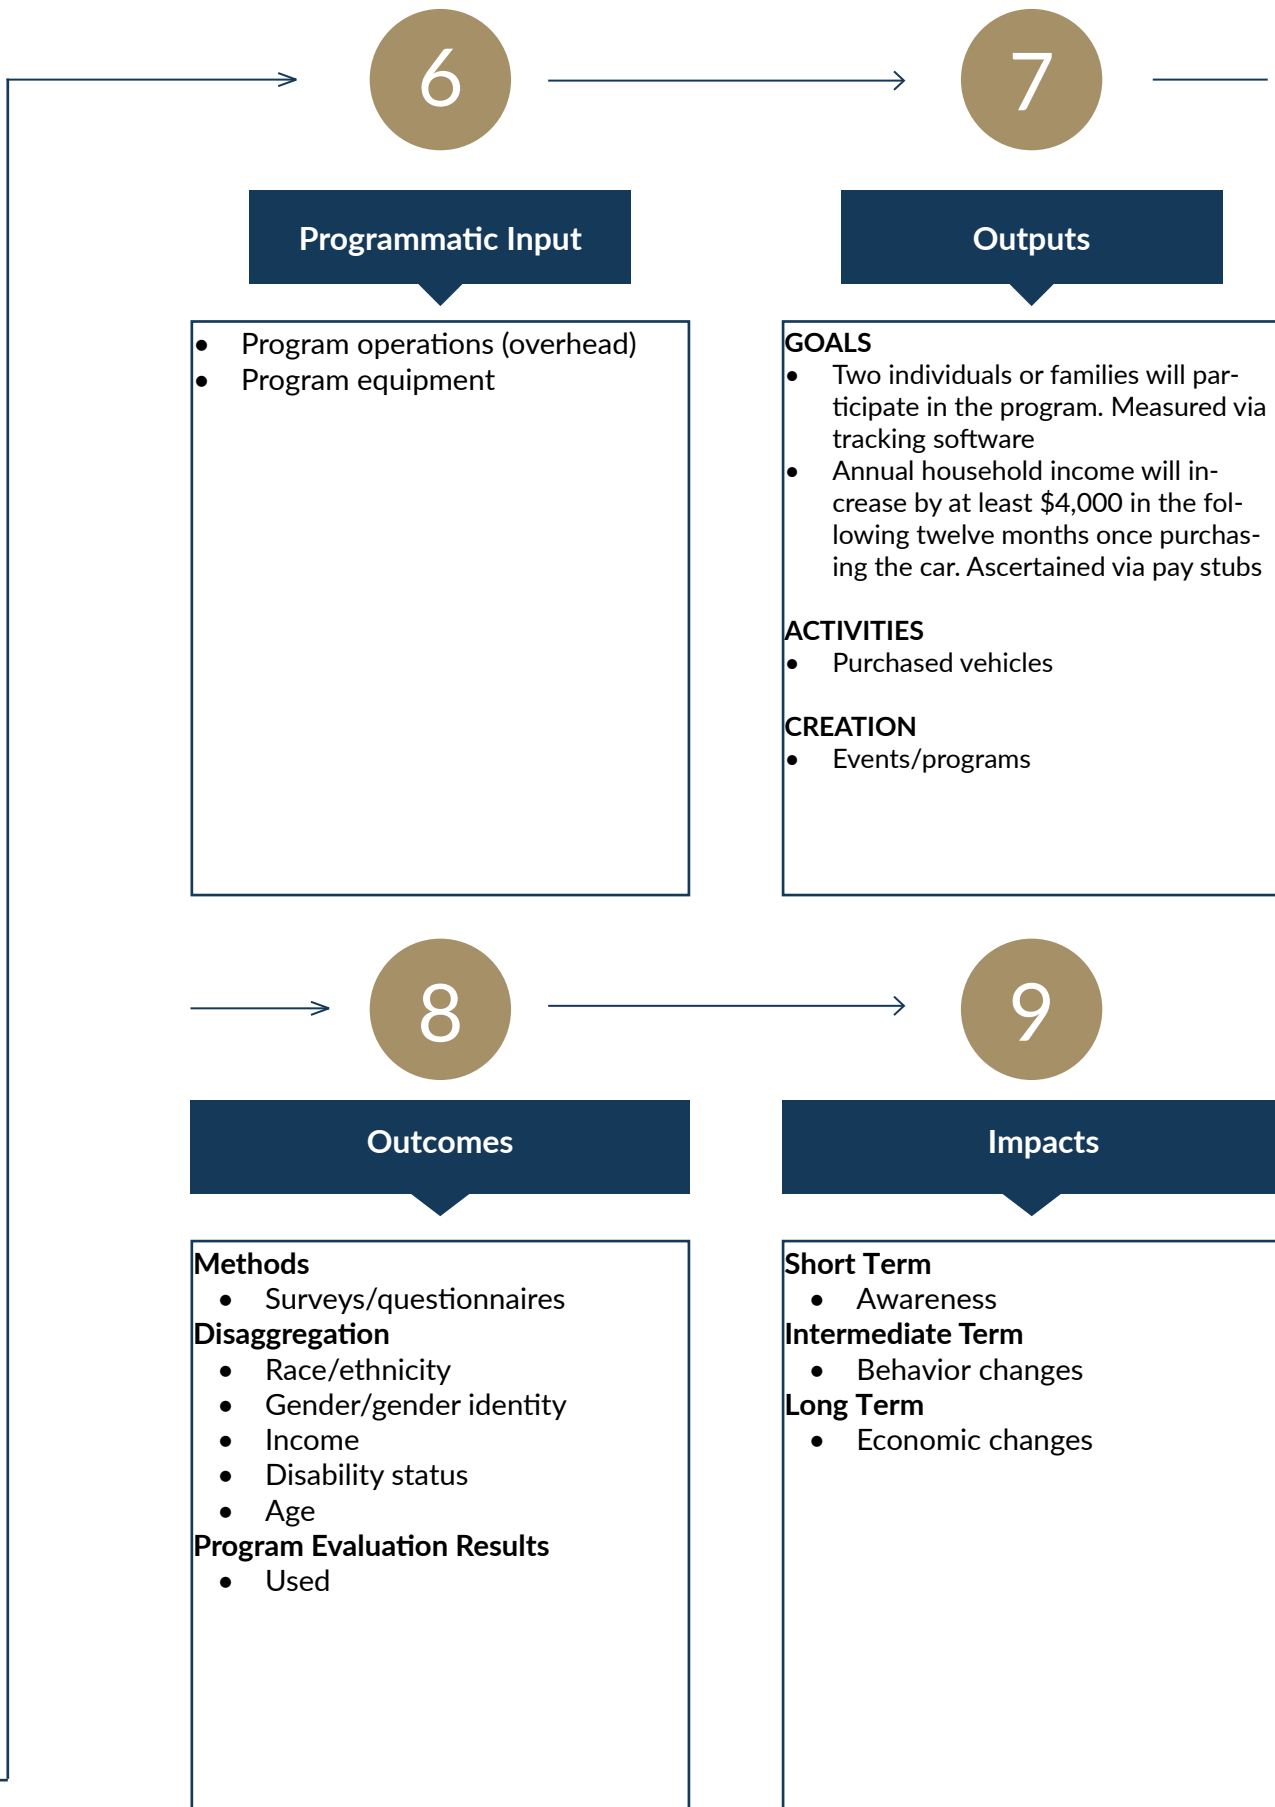 6
Programmatic Input
• Program operations (overhead)
• Program equipment
7
Outputs
GOALS
• Two individuals or families will par-
ticipate in the program. Measured via
tracking software
• Annual household income will in-
crease by at least $4,000 in the fol-
lowing twelve months once purchas-
ing the car. Ascertained via pay stubs
ACTIVITIES
• Purchased vehicles
CREATION
• Events/programs
8
Outcomes
Methods
• Surveys/questionnaires
Disaggregation
• Race/ethnicity
• Gender/gender identity
• Income
• Disability status
• Age
Program Evaluation Results
• Used
9
Impacts
Short Term
• Awareness
Intermediate Term
• Behavior changes
Long Term
• Economic changes